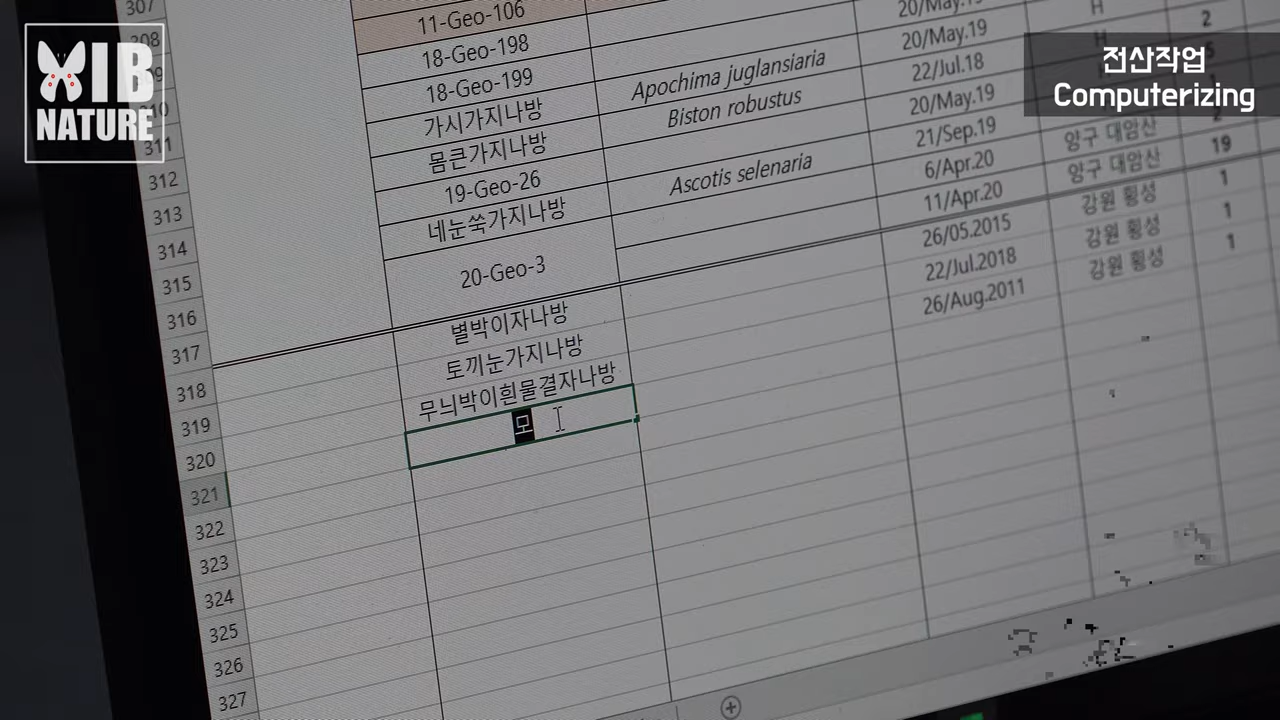 XIB
NATURE
전산작업
Computerizing
307
11-Geo-106
20/May.19
H
308
18-Geo-198
20/May.19
H
2
18-Geo-199
Apochima juglansiaria
22/Jul.18
가시가지나방
Biston robustus
20/May.19
311
몸큰가지나방
21/Sep.19
양구 대암산
312
19-Geo-26
Ascotis selenaria
6/Apr.20
양구 대암산
19
313
네눈쑥가지나방
11/Apr.20
강원 횡성
1
314
20-Geo-3
26/05.2015
강원 횡성
1
315
22/Jul.2018
강원 횡성
1
316
별박이자나방
26/Aug.2011
317
토끼눈가지나방
318
무늬박이흰물결자나방
319
모
320
321
322
323
324
325
326
327